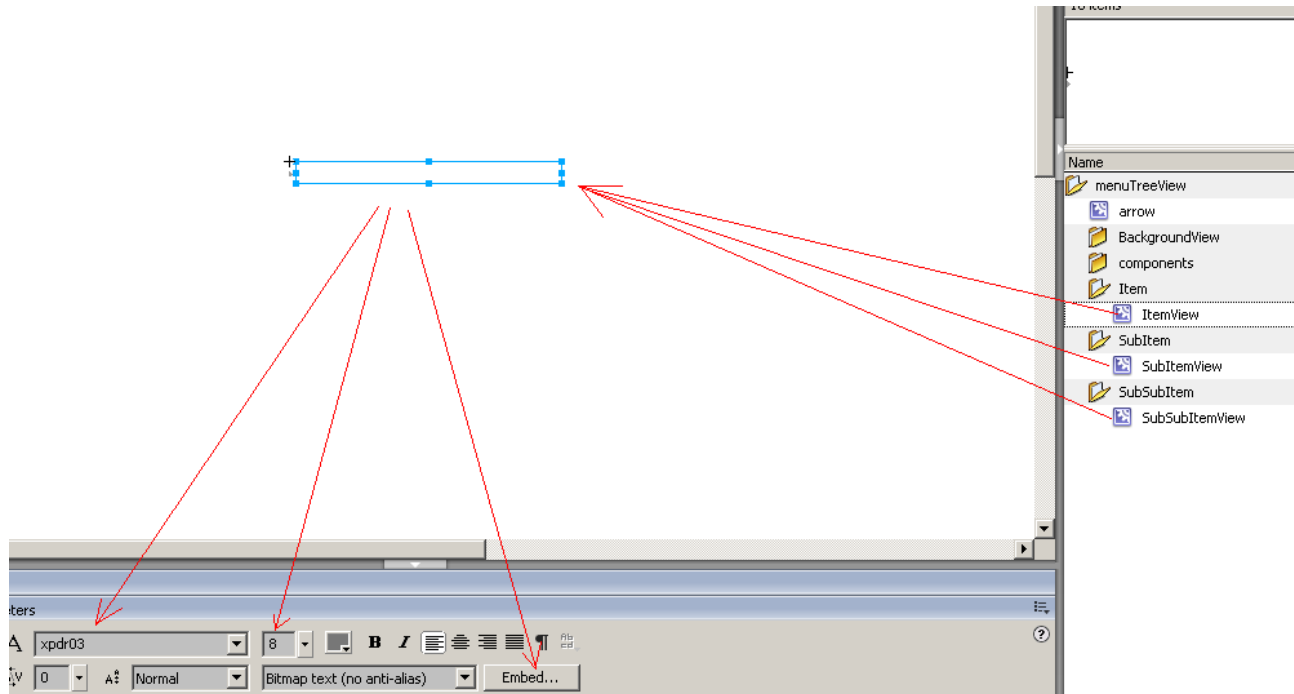 Name
menuTreeView
arrow
BackgroundView
components
Item
ItemView
SubItem
SubItemView
SubSubItem
SubSubItemView
xpdr03
8
B I
0
Normal
Bitmap text (no anti-alias)
Embed...